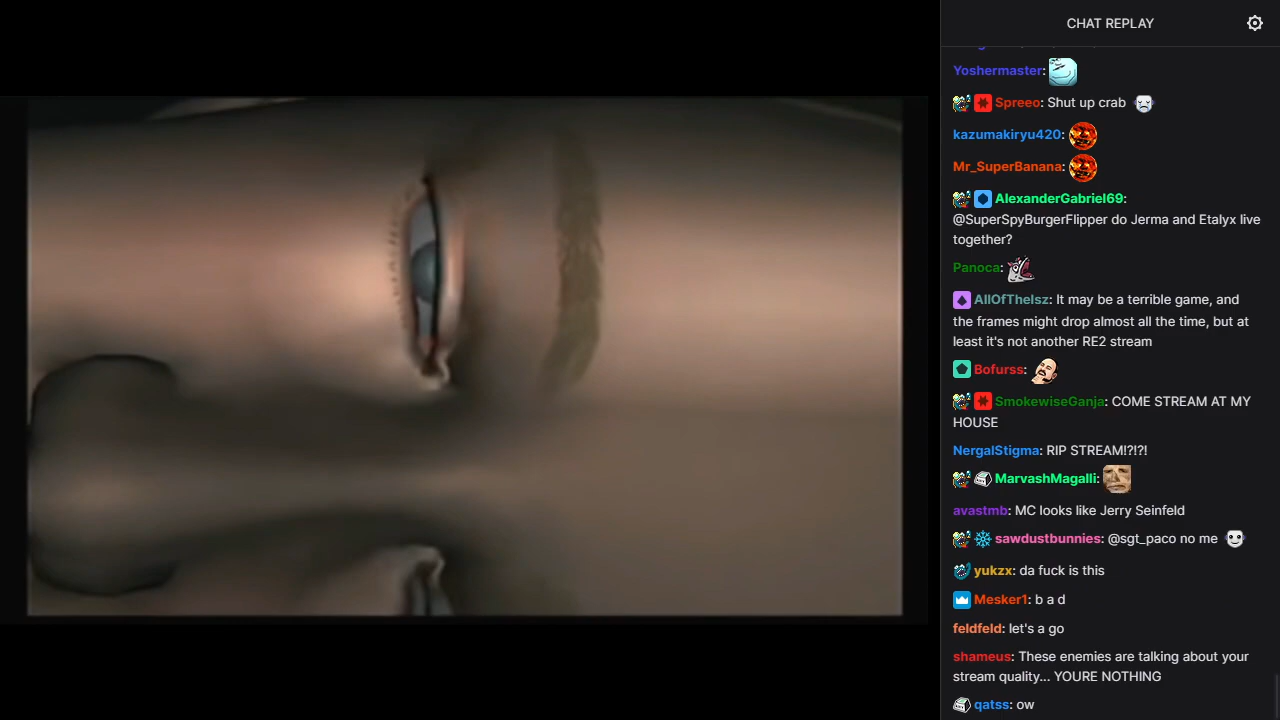 CHAT REPLAY
Yoshermaster:
Spreeo: Shut up crab
kazumakiryu420:
Mr_SuperBanana:
AlexanderGabriel69:
@SuperSpyBurgerFlipper do Jerma and Etalyx live
together?
Panoca:
AllOfTheIsz: It may be a terrible game, and
the frames might drop almost all the time, but at
least it's not another RE2 stream
Bofurss:
SmokewiseGanja: COME STREAM AT MY
HOUSE
NergalStigma: RIP STREAM!?!?!
MarvashMagalli:
avastmb: MC looks like Jerry Seinfeld
sawdustbunnies: @sgt_paco no me
yukzx: da fuck is this
Mesker1: b a d
feldfeld: let's a go
shameus: These enemies are talking about your
stream quality... YOURE NOTHING
qatss: ow